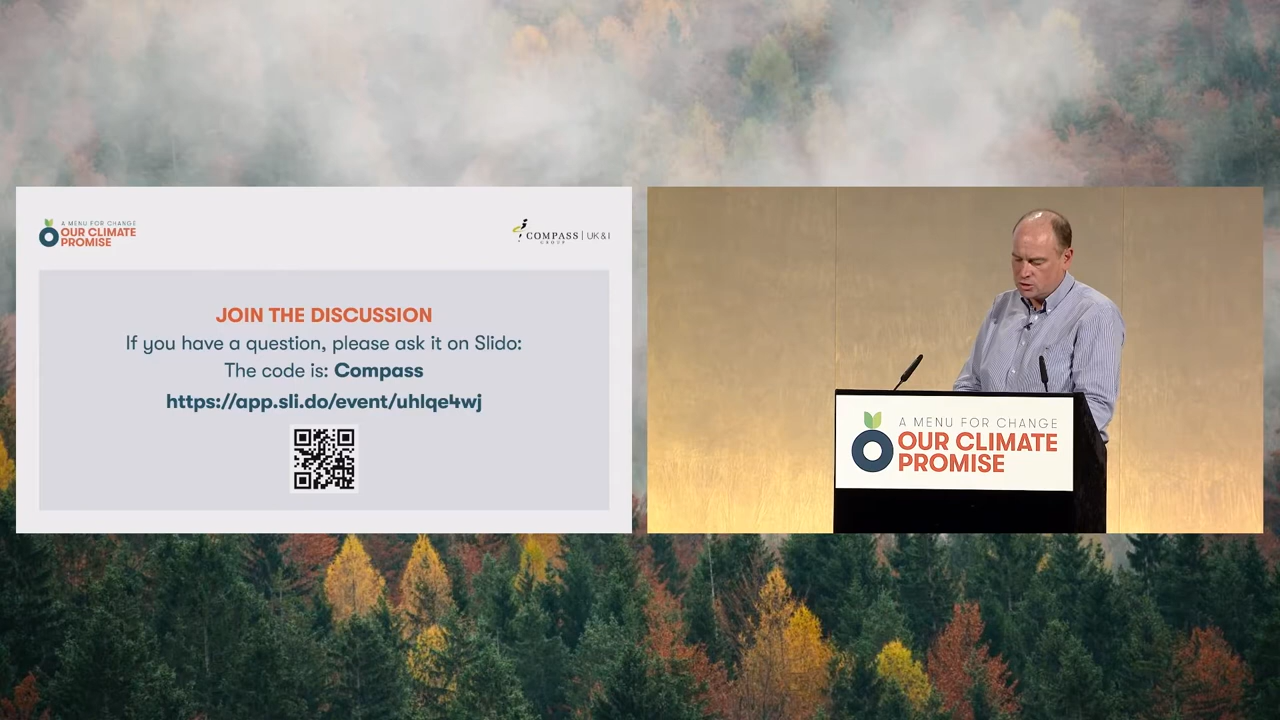 A MENU FOR CHANGE
OUR CLIMATE
PROMISE
COMPASS | UK & I
GROUP
JOIN THE DISCUSSION
If you have a question, please ask it on Slido:
The code is: Compass
https://app.sli.do/event/uhlqe4wj
A MENU FOR CHANGE
OUR CLIMATE
PROMISE